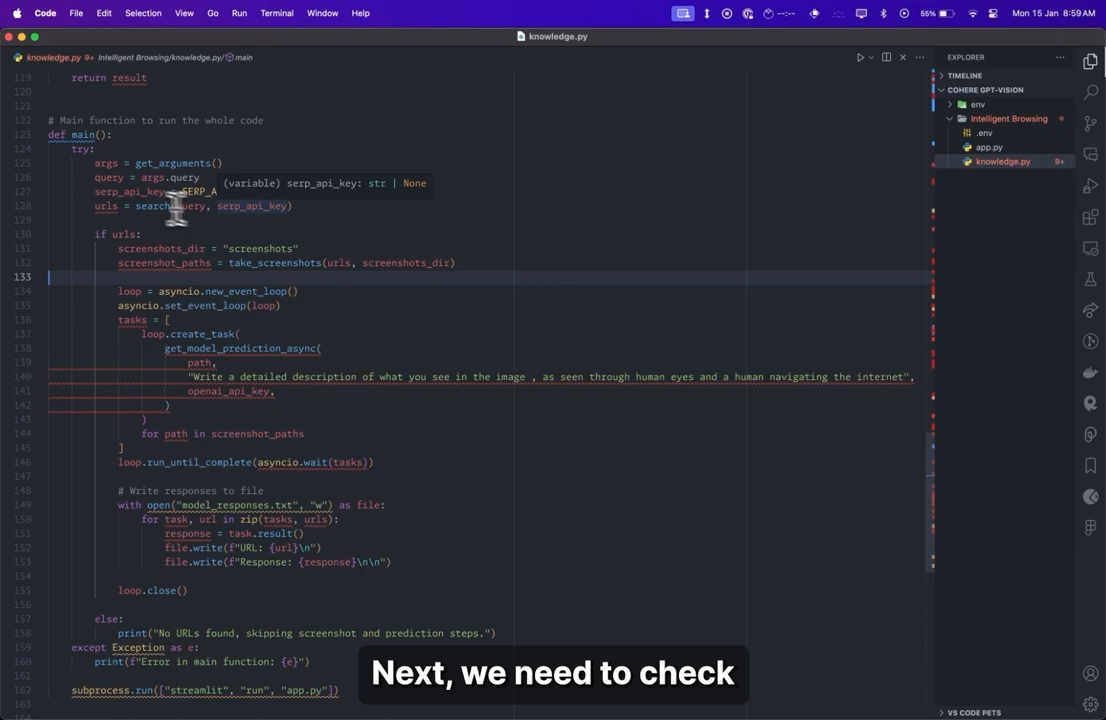 Code File Edit Selection View Go Run Terminal Window Help 55% Mon 15 Jan 8:59 AM
knowledge.py
knowledge.py 9+ Intelligent Browsing/knowledge.py/ main
119 return result
120
121
122 # Main function to run the whole code
123 def main():
124 try:
125 args = get_arguments()
126 query = args.query
(variable) serp_api_key: str | None
127 serp_api_key SERP_A
128 urls = search query, serp_api_key)
129
130 if urls:
131 screenshots_dir = "screenshots"
132 screenshot_paths = take_screenshots(urls, screenshots_dir)
133
134 loop = asyncio.new_event_loop()
135 asyncio.set_event_loop(loop)
136 tasks = [
137 loop.create_task(
138 get_model_prediction_async(
139 path,
140 "Write a detailed description of what you see in the image , as seen through human eyes and a human navigating the internet",
141 openai_api_key,
142 )
143 )
144 for path in screenshot_paths
145 ]
146 loop.run_until_complete(asyncio.wait(tasks))
147
148 # Write responses to file
149 with open("model_responses.txt", "w") as file:
150 for task, url in zip(tasks, urls):
151 response = task.result()
152 file.write(f"URL: {url}\n")
153 file.write(f"Response: {response}\n\n")
154
155 loop.close()
156
157 else:
158 print("No URLs found, skipping screenshot and prediction steps.")
159 except Exception as e:
160 print(f"Error in main function: {e}")
161
162 subprocess.run(["streamlit", "run", "app.py"])
163
EXPLORER
TIMELINE
COHERE GPT-VISION
env
Intelligent Browsing
.env
app.py
knowledge.py 9+
VS CODE PETS
Next, we need to check